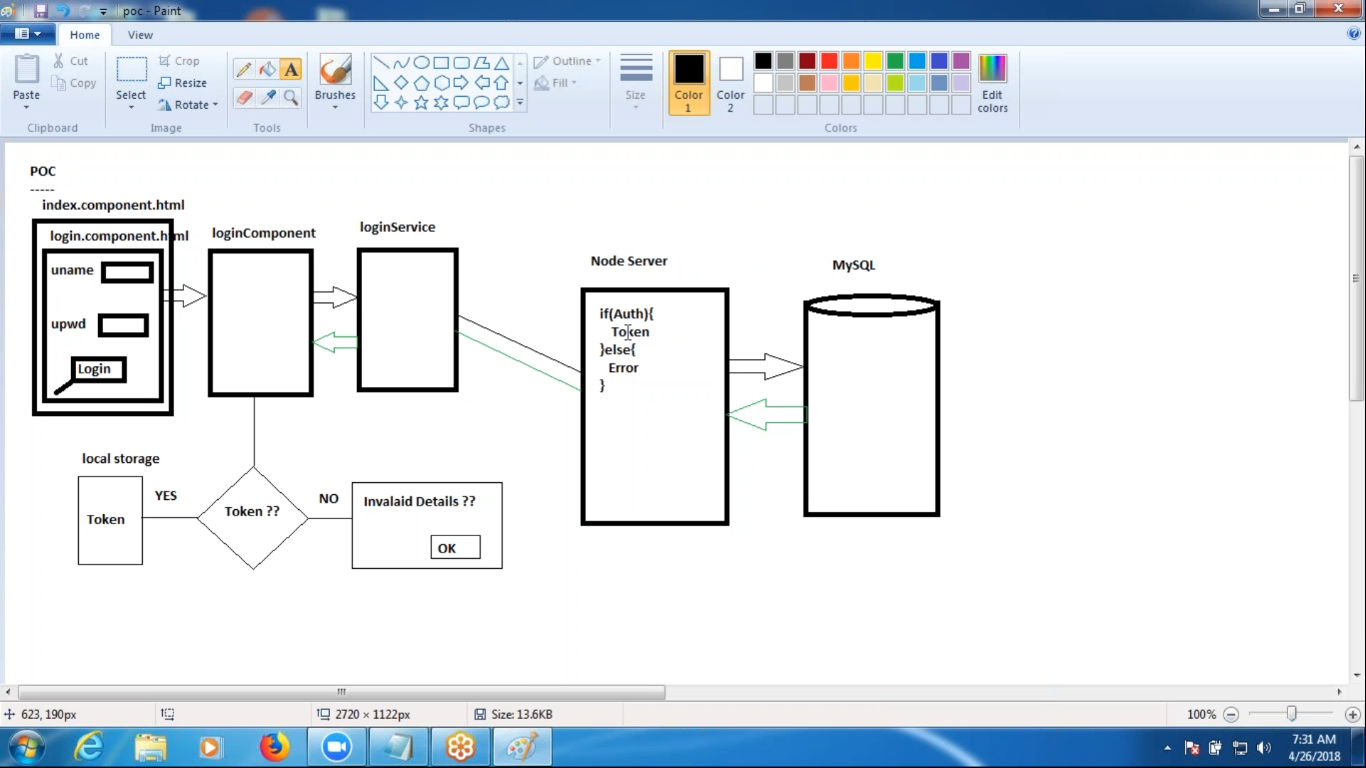 poc - Paint
Home
View
Paste
Cut
Copy
Clipboard
Select
Crop
Resize
Rotate
Image
Tools
Brushes
Shapes
Outline
Fill
Size
Color 1
Color 2
Edit colors
Colors
POC
-----
index.component.html
login.component.html
uname
upwd
Login
loginComponent
loginService
Node Server
if(Auth){
Token
}else{
Error
}
MySQL
local storage
Token
YES
Token ??
NO
Invalaid Details ??
OK
623, 190px
2720 × 1122px
Size: 13.6KB
100%
7:31 AM
4/26/2018